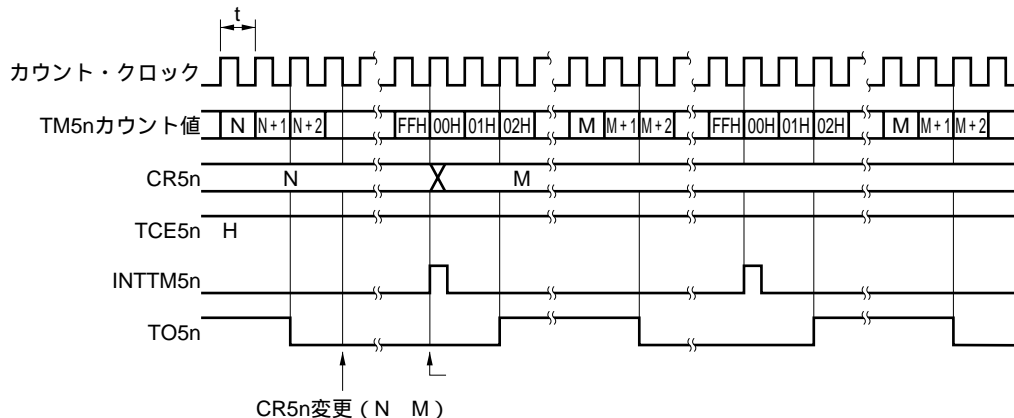 t
カウント・クロック
TM5nカウント値 N N+1 N+2 FFH 00H 01H 02H M M+1 M+2 FFH 00H 01H 02H M M+1 M+2
CR5n N M
TCE5n H
INTTM5n
TO5n
CR5n変更（N　M）